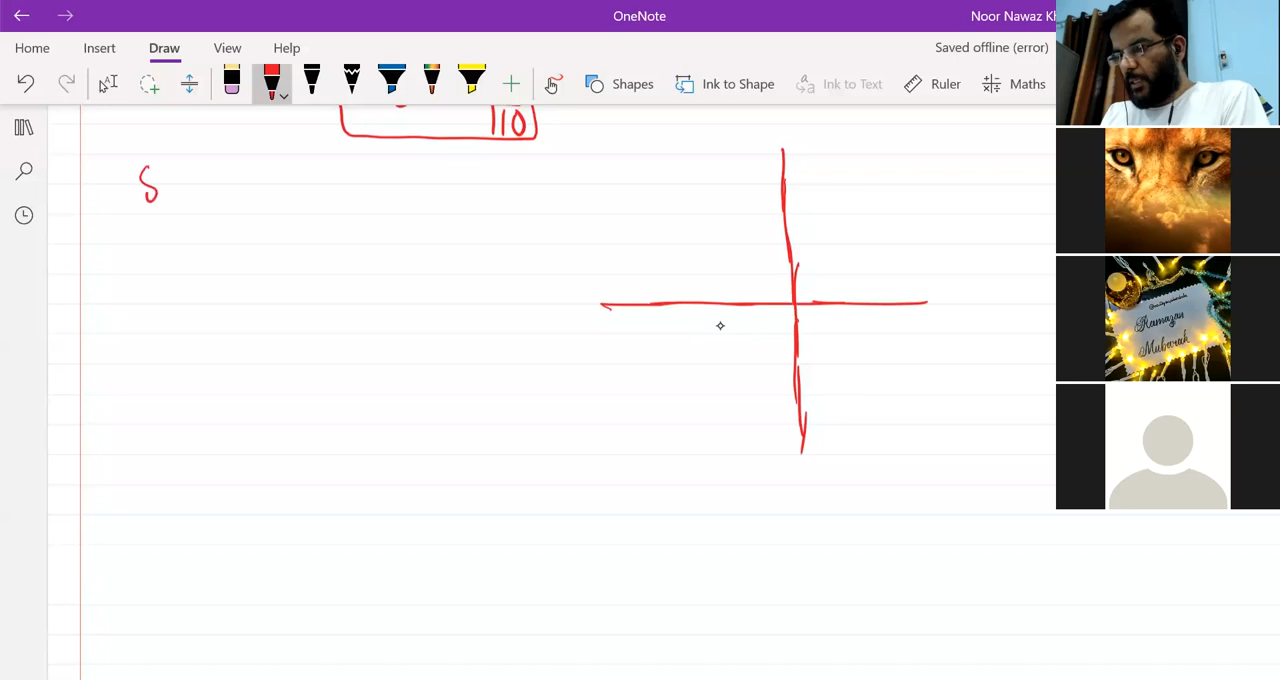 OneNote
Noor Nawaz Kh
Home Insert Draw View Help
Saved offline (error)
Shapes Ink to Shape Ink to Text Ruler Maths
110
S
Ramazan
Mubarak